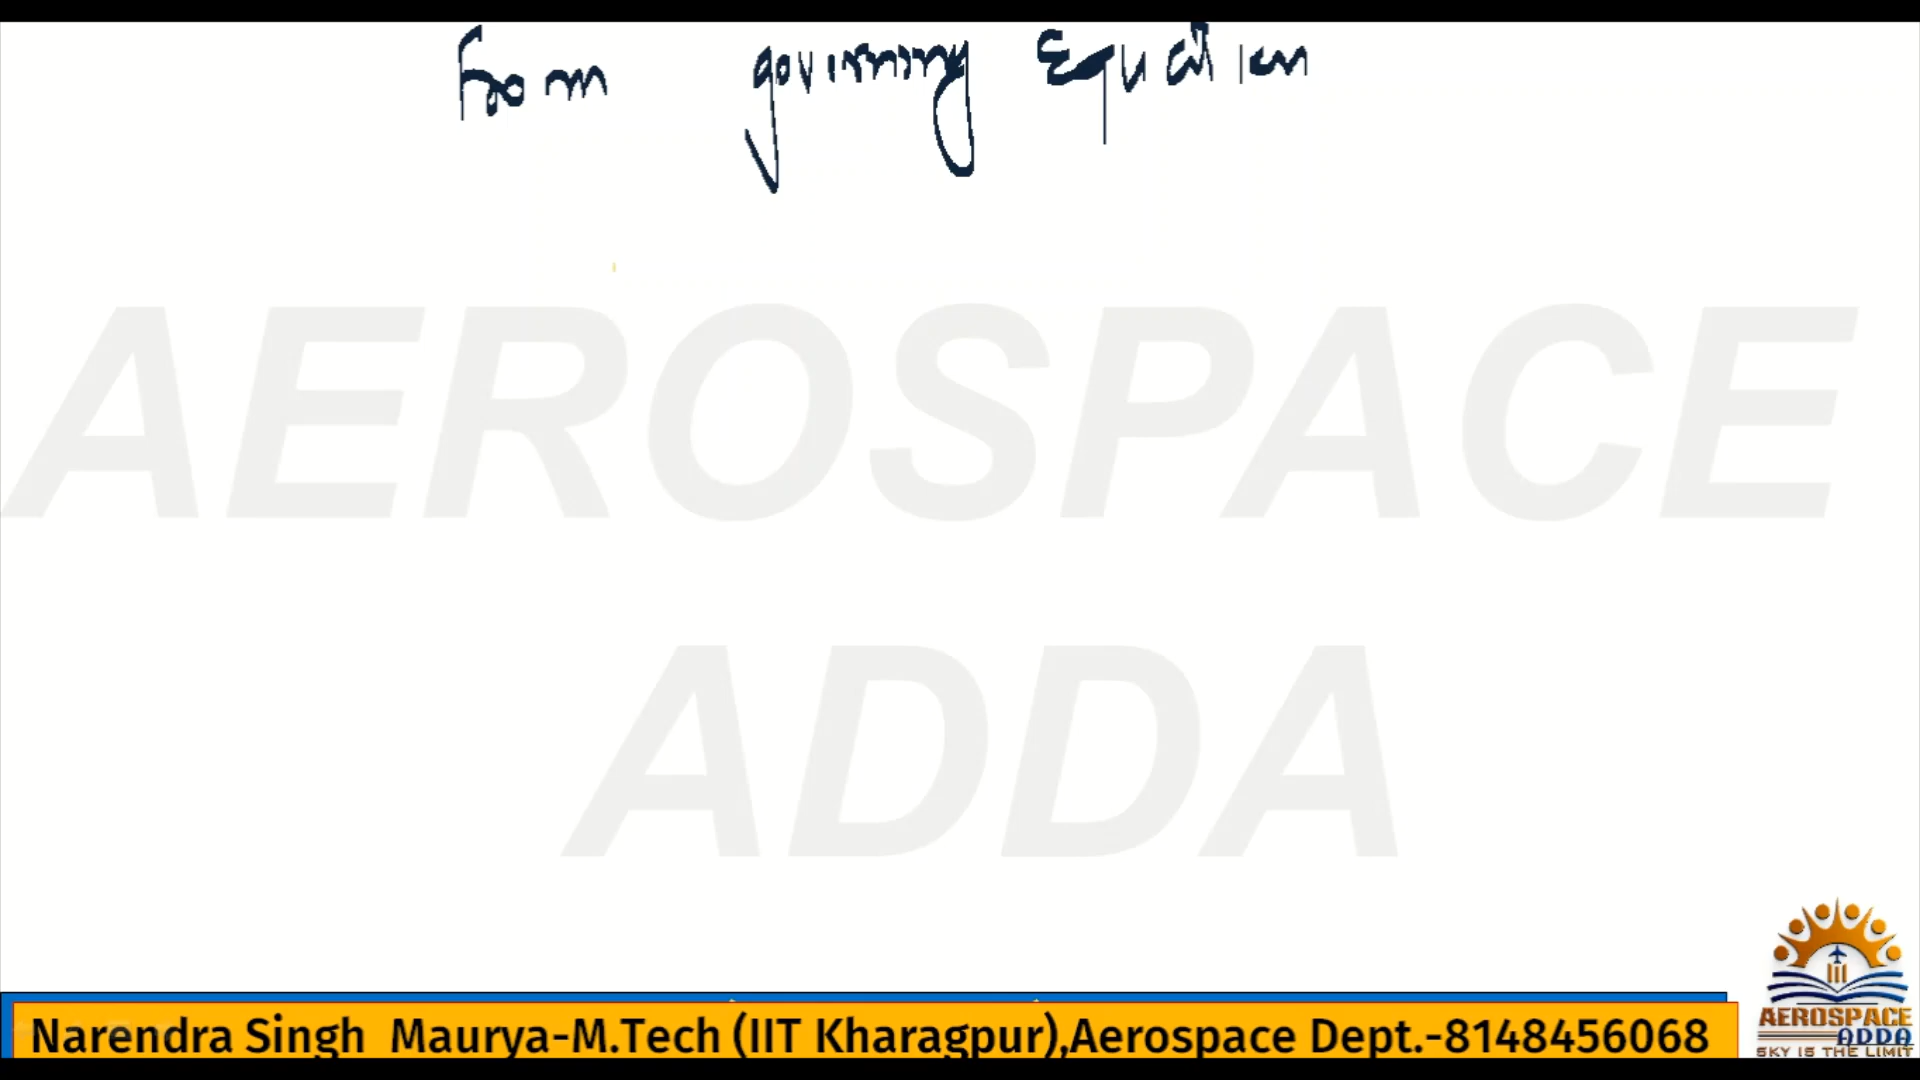 From governing Equation
AEROSPACE
ADDA
Narendra Singh Maurya-M.Tech (IIT Kharagpur),Aerospace Dept.-8148456068
AEROSPACE
ADDA
SKY IS THE LIMIT